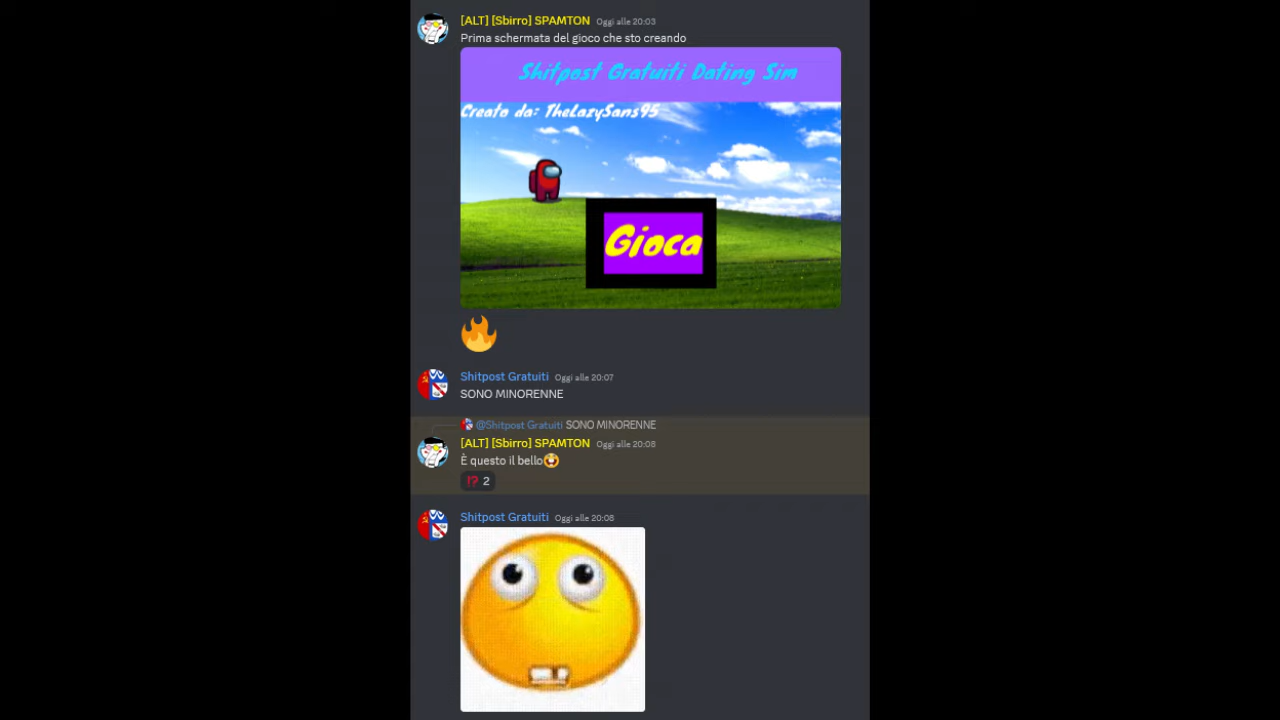 [ALT] [Sbirro] SPAMTON Oggi alle 20:03
Prima schermata del gioco che sto creando
Shitpost Gratuiti Dating Sim
Creato da: TheLazySans95
Gioca
Shitpost Gratuiti Oggi alle 20:07
SONO MINORENNE
@Shitpost Gratuiti SONO MINORENNE
[ALT] [Sbirro] SPAMTON Oggi alle 20:08
È questo il bello
⁉ 2
Shitpost Gratuiti Oggi alle 20:08